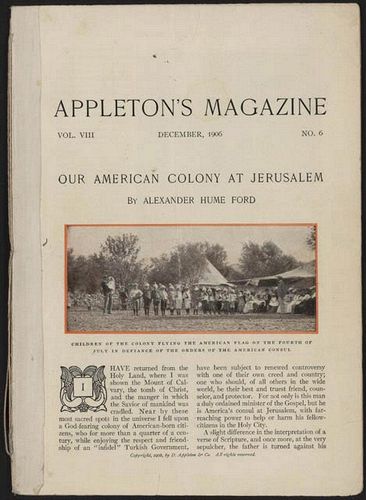 APPLETON'S MAGAZINE
VOL. VIII DECEMBER, 1906 NO. 6
OUR AMERICAN COLONY AT JERUSALEM
BY ALEXANDER HUME FORD
CHILDREN OF THE COLONY FLYING THE AMERICAN FLAG ON THE FOURTH OF
JULY IN DEFIANCE OF THE ORDERS OF THE AMERICAN CONSUL
I HAVE returned from the
Holy Land, where I was
shown the Mount of Cal-
vary, the tomb of Christ,
and the manger in which
the Savior of mankind was
cradled. Near by these
most sacred spots in the universe I fell upon
a God-fearing colony of American-born citi-
zens, who for more than a quarter of a cen-
tury, while enjoying the respect and friend-
ship of an "infidel" Turkish Government,
have been subject to renewed controversy
with one of their own creed and country;
one who should, of all others in the wide
world, be their best and truest friend, coun-
selor, and protector. For not only is this man
a duly ordained minister of the Gospel, but he
is America's consul at Jerusalem, with far-
reaching power to help or harm his fellow-
citizens in the Holy City.
A slight difference in the interpretation of a
verse of Scripture, and once more, at the very
sepulcher, the father is turned against his
Copyright, 1906, by D. Appleton & Co. All rights reserved.